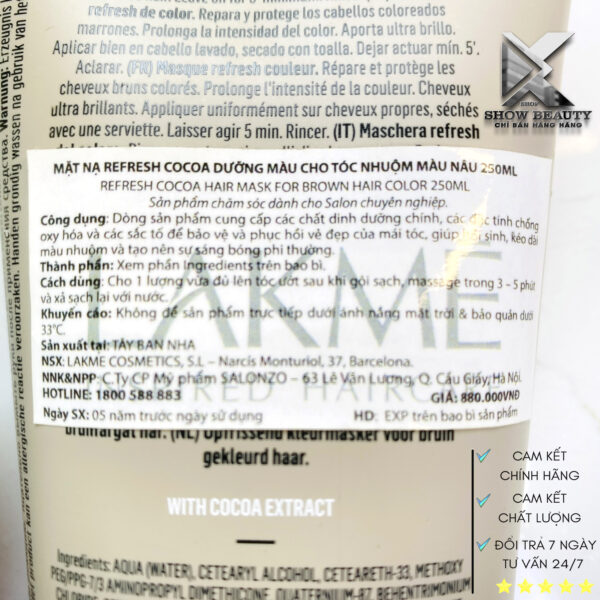 refresh de color. Repara y protege los cabellos coloreados
marrones. Prolonga la intensidad del color. Aporta ultra brillo.
Aplicar bien en cabello lavado, secado con toalla. Dejar actuar mín. 5'.
Aclarar. (FR) Masque refresh couleur. Répare et protège les
cheveux bruns colorés. Prolonge l'intensité de la couleur. Cheveux
ultra brillants. Appliquer uniformément sur cheveux propres, séchés
avec une serviette. Laisser agir 5 min. Rincer. (IT) Maschera refresh
X
SHOP
SHOW BEAUTY
CHỈ BÁN HÀNG HÃNG
MẶT NẠ REFRESH COCOA DƯỠNG MÀU CHO TÓC NHUỘM MÀU NÂU 250ML
REFRESH COCOA HAIR MASK FOR BROWN HAIR COLOR 250ML
Sản phẩm chăm sóc dành cho Salon chuyên nghiệp.
Công dụng: Dòng sản phẩm cung cấp các chất dinh dưỡng chính, các đặc tính chống
oxy hóa và các sắc tố để bảo vệ và phục hồi vẻ đẹp của mái tóc, giúp hồi sinh, kéo dài
màu nhuộm và tạo nên sự sáng bóng phi thường.
Thành phần: Xem phần Ingredients trên bao bì.
Cách dùng: Cho 1 lượng vừa đủ lên tóc ướt sau khi gội sạch, massage trong 3 – 5 phút
và xả sạch lại với nước.
Khuyến cáo: Không để sản phẩm trực tiếp dưới ánh nắng mặt trời & bảo quản dưới
33°C.
Sản xuất tại: TÂY BAN NHA
NSX: LAKME COSMETICS, S.L – Narcís Monturiol, 37, Barcelona.
NNK&NPP: CTy CP Mỹ phẩm SALONZO – 63 Lê Văn Lương, Q. Cầu Giấy, Hà Nội.
HOTLINE: 1800 588 883 GIÁ: 880.000VNĐ
Ngày SX: 05 năm trước ngày sử dụng HD: EXP trên bao bì sản phẩm
LAKMĒ
HAIRCARE
haar. (NL) Opfrissend kleurmasker voor bruin
gekleurd haar.
WITH COCOA EXTRACT
Ingredients: AQUA (WATER), CETEARYL ALCOHOL, CETEARETH-33, METHOXY
PEG/PPG-7/3 AMINOPROPYL DIMETHICONE, QUATERNIUM-87, BEHENTRIMONIUM
CAM KẾT
CHÍNH HÃNG
CAM KẾT
CHẤT LƯỢNG
ĐỔI TRẢ 7 NGÀY
TƯ VẤN 24/7